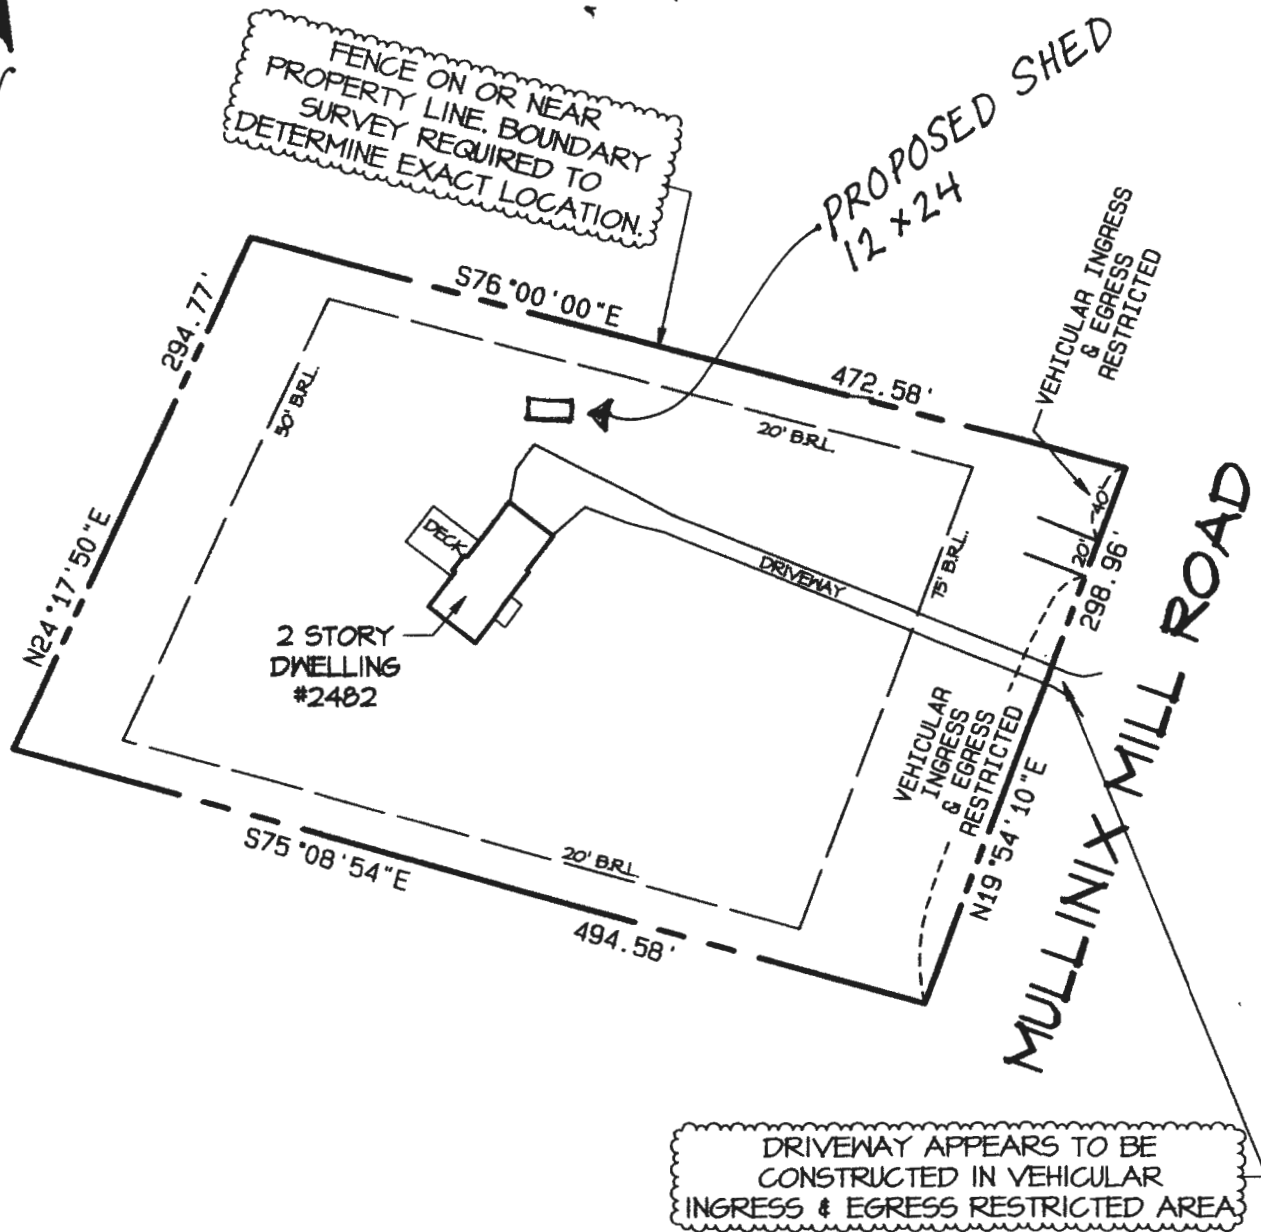 FENCE ON OR NEAR
PROPERTY LINE. BOUNDARY
SURVEY REQUIRED TO
DETERMINE EXACT LOCATION.
PROPOSED SHED
12 x 24
VEHICULAR INGRESS
& EGRESS
RESTRICTED
S76°00'00"E
472.58'
294.77'
N24°17'50"E
50' B.R.L.
20' B.R.L.
40'
20'
298.96'
75' B.R.L.
DECK
DRIVEWAY
2 STORY
DWELLING
#2482
VEHICULAR
INGRESS
& EGRESS
RESTRICTED
N19°54'10"E
MULLINIX MILL ROAD
20' B.R.L.
S75°08'54"E
494.58'
DRIVEWAY APPEARS TO BE
CONSTRUCTED IN VEHICULAR
INGRESS & EGRESS RESTRICTED AREA